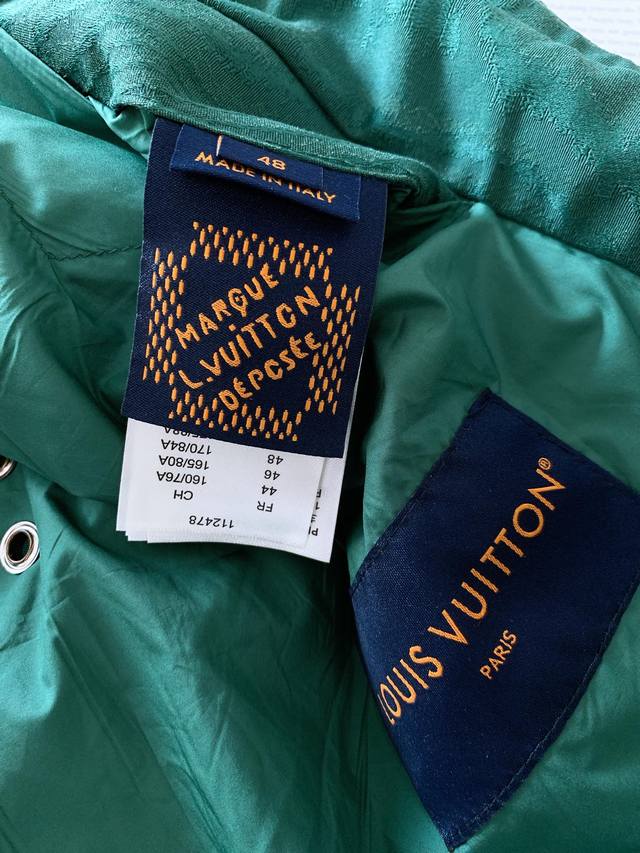 48
MADE IN ITALY
MARQUE
L.VUITTON
DÉPOSÉE
112478
FR CH
44 160/76A
46 165/80A
48 170/84A
LOUIS VUITTON®
PARIS